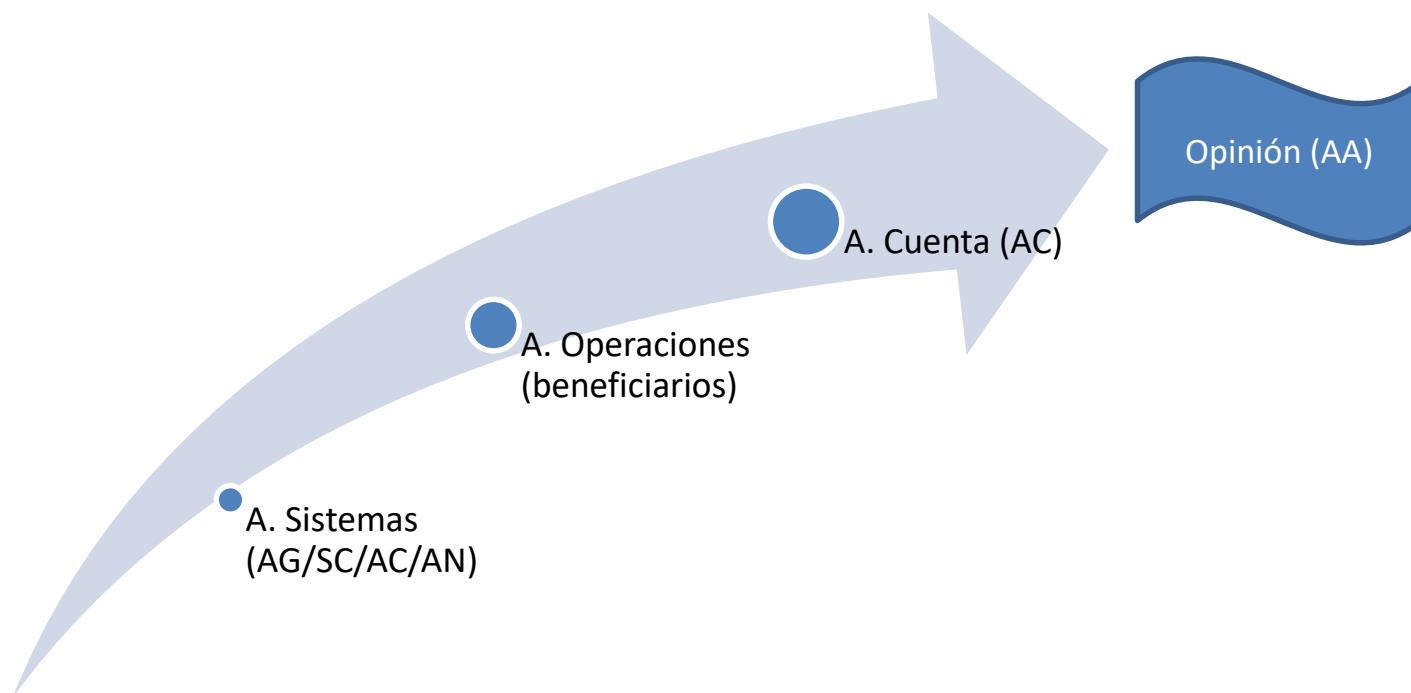 Opinión (AA)
A. Cuenta (AC)
A. Operaciones
(beneficiarios)
A. Sistemas
(AG/SC/AC/AN)